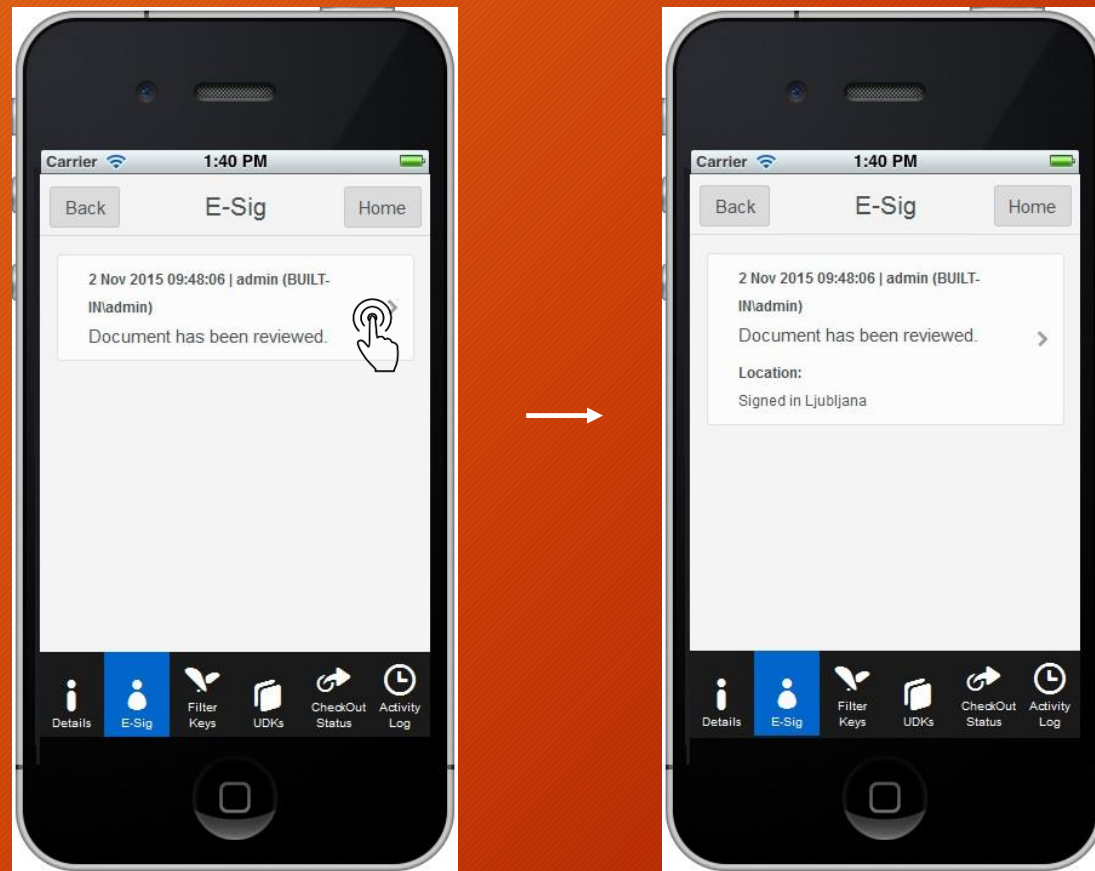 Carrier 1:40 PM
Back E-Sig Home
2 Nov 2015 09:48:06 | admin (BUILT-
IN\admin)
Document has been reviewed.
Details E-Sig Filter Keys UDKs CheckOut Status Activity Log
Carrier 1:40 PM
Back E-Sig Home
2 Nov 2015 09:48:06 | admin (BUILT-
IN\admin)
Document has been reviewed.
Location:
Signed in Ljubljana
Details E-Sig Filter Keys UDKs CheckOut Status Activity Log